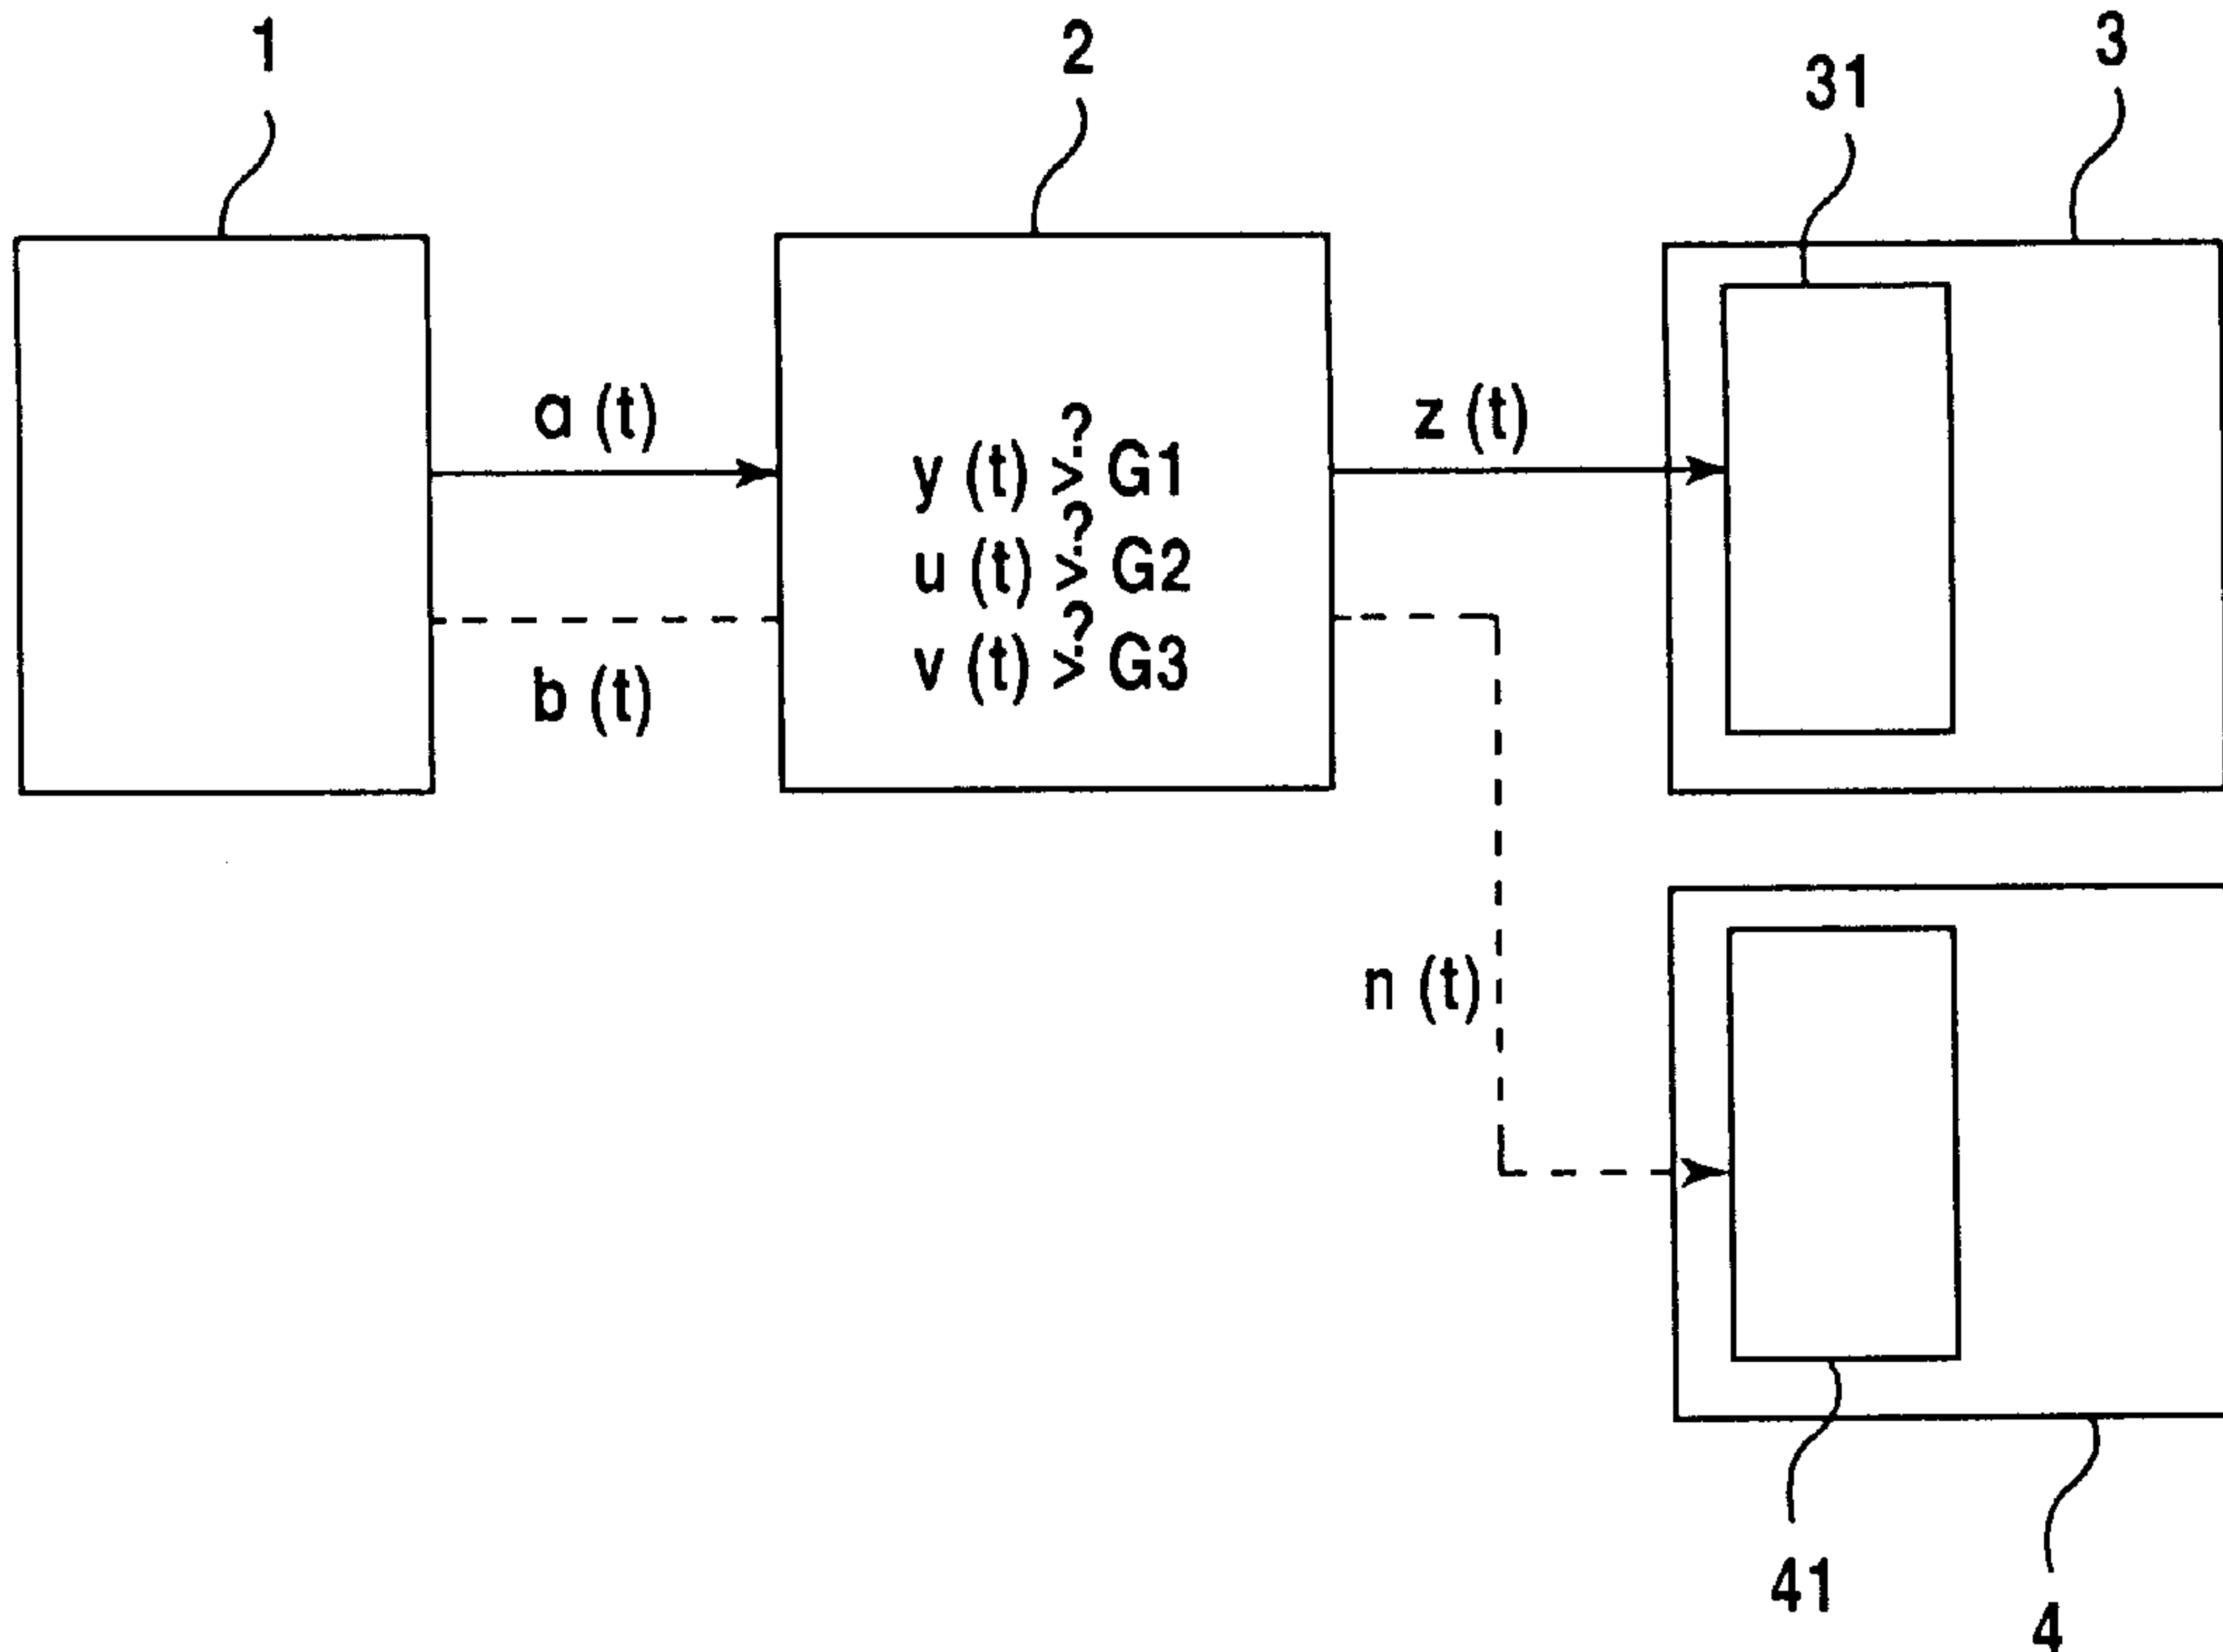 1
2
3
31
a (t)
z (t)
y (t) >? G1
u (t) >? G2
v (t) >? G3
b (t)
n (t)
41
4